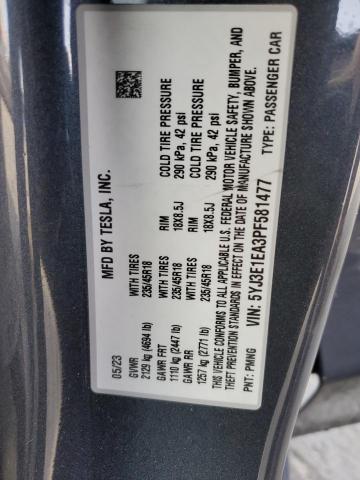 MFD BY TESLA, INC.
05/23
GVWR
2129 kg (4694 lb)
GAWR FRT WITH TIRES RIM COLD TIRE PRESSURE
1110 kg (2447 lb) 235/45R18 18X8.5J 290 kPa, 42 psi
GAWR RR WITH TIRES RIM COLD TIRE PRESSURE
1257 kg (2771 lb) 235/45R18 18X8.5J 290 kPa, 42 psi
THIS VEHICLE CONFORMS TO ALL APPLICABLE U.S. FEDERAL MOTOR VEHICLE SAFETY, BUMPER, AND
THEFT PREVENTION STANDARDS IN EFFECT ON THE DATE OF MANUFACTURE SHOWN ABOVE.
VIN: 5YJ3E1EA3PF581477
PNT: PMNG TYPE: PASSENGER CAR